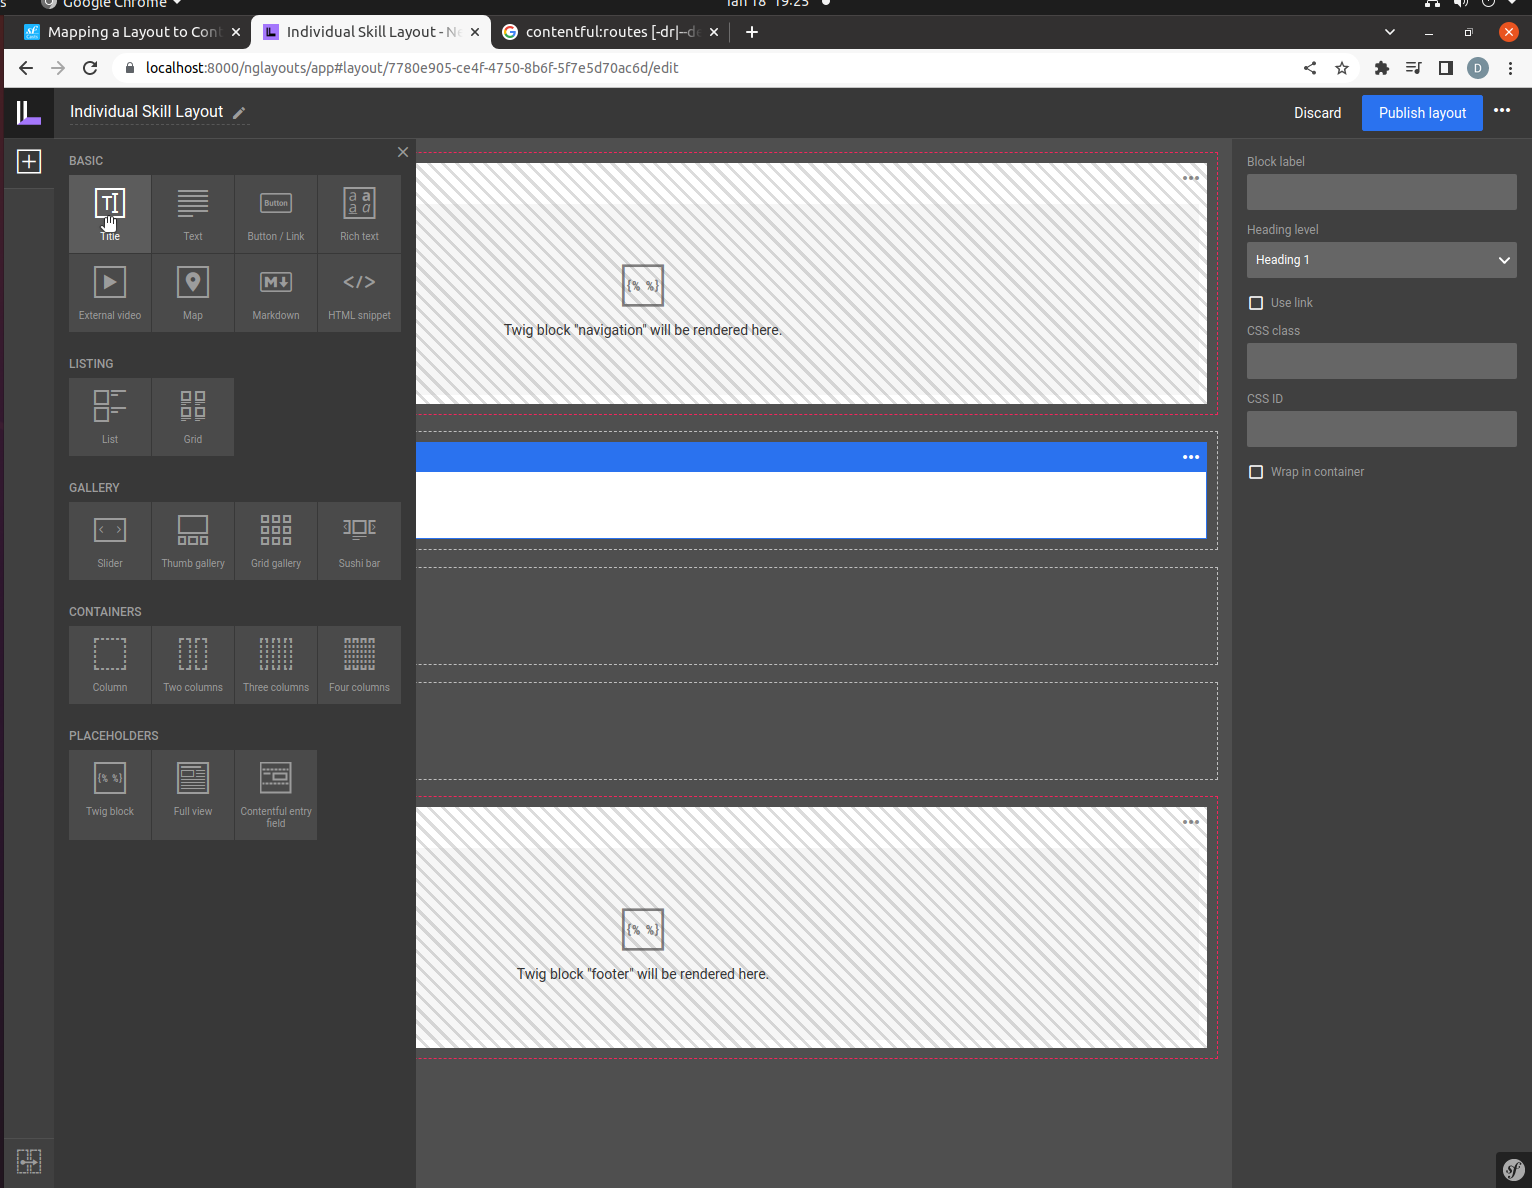 s Google Chrome
Jan 18 19:23
Mapping a Layout to Cont
Individual Skill Layout - Ne
contentful:routes [-dr|--de
localhost:8000/nglayouts/app#layout/7780e905-ce4f-4750-8b6f-5f7e5d70ac6d/edit
D
Individual Skill Layout
Discard
Publish layout
BASIC
Title
Text
Button
Button / Link
Rich text
External video
Map
Markdown
HTML snippet
LISTING
List
Grid
GALLERY
Slider
Thumb gallery
Grid gallery
Sushi bar
CONTAINERS
Column
Two columns
Three columns
Four columns
PLACEHOLDERS
{% %}
Twig block
Full view
Contentful entry
field
{% %}
Twig block "navigation" will be rendered here.
{% %}
Twig block "footer" will be rendered here.
Block label
Heading level
Heading 1
Use link
CSS class
CSS ID
Wrap in container
sf